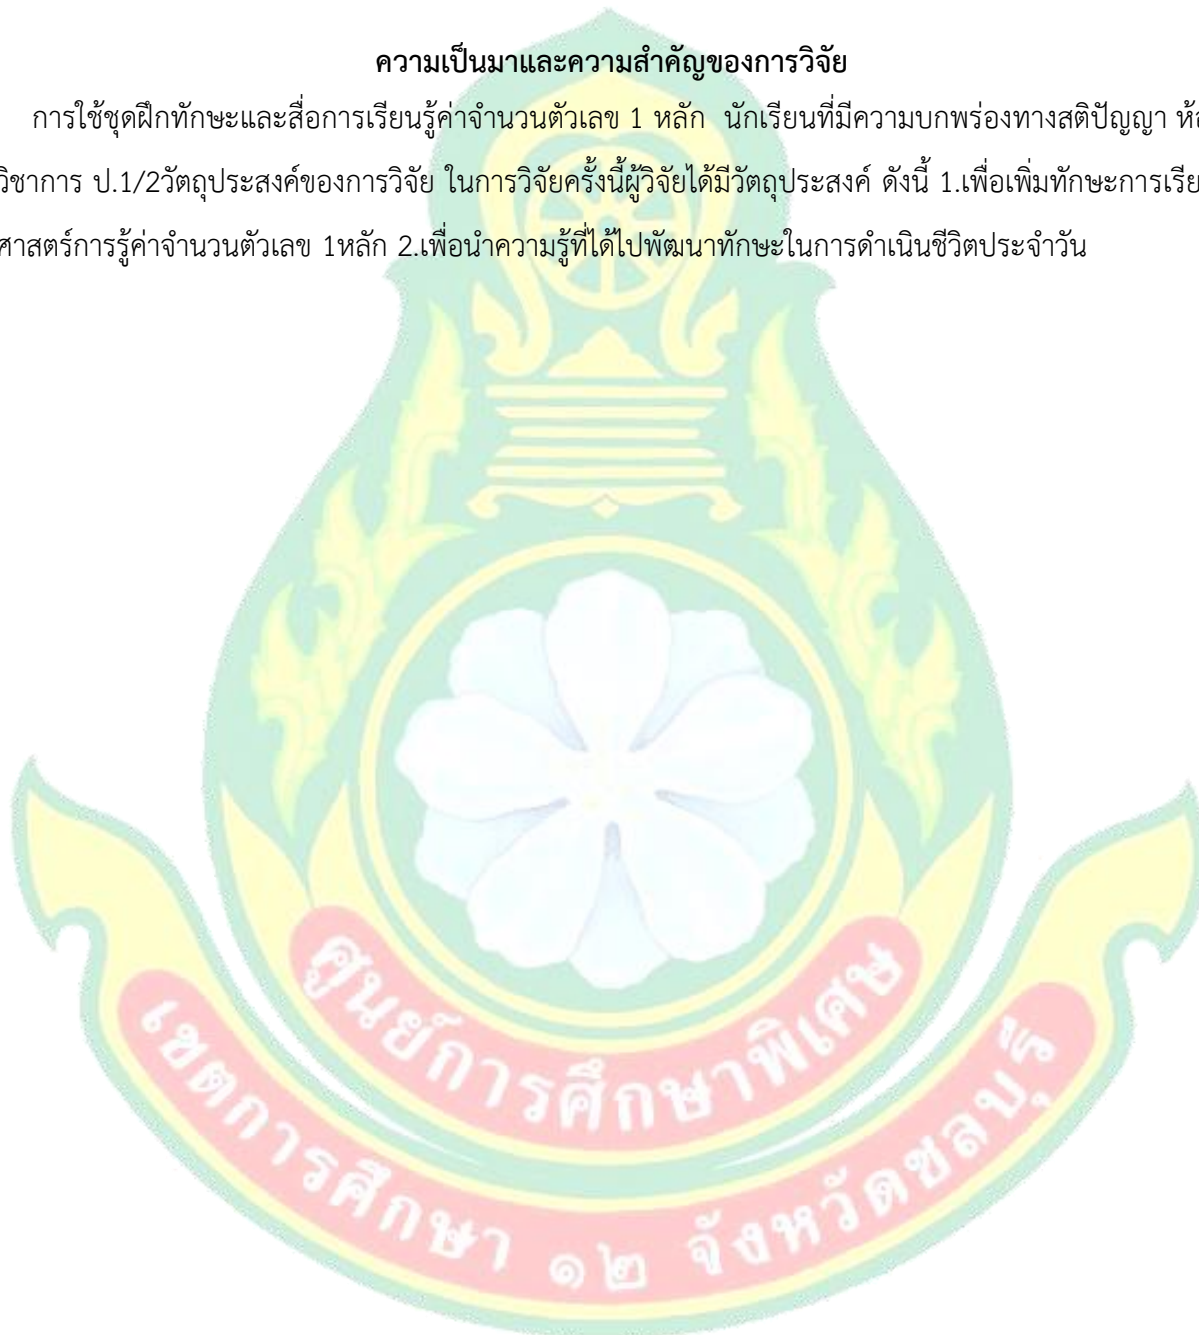 ความเป็นมาและความสำคัญของการวิจัย
การใช้ชุดฝึกทักษะและสื่อการเรียนรู้ค่าจำนวนตัวเลข 1 หลัก  นักเรียนที่มีความบกพร่องทางสติปัญญา
วิชาการ ป.1/2วัตถุประสงค์ของการวิจัย ในการวิจัยครั้งนี้ผู้วิจัยได้มีวัตถุประสงค์ ดังนี้ 1.เพื่อเพิ่มทักษะการเรีย
ศาสตร์การรู้ค่าจำนวนตัวเลข 1หลัก 2.เพื่อนำความรู้ที่ได้ไปพัฒนาทักษะในการดำเนินชีวิตประจำวัน
ศูนย์การศึกษาพิเศษ
เขตการศึกษา ๑๒ จังหวัดชลบุรี